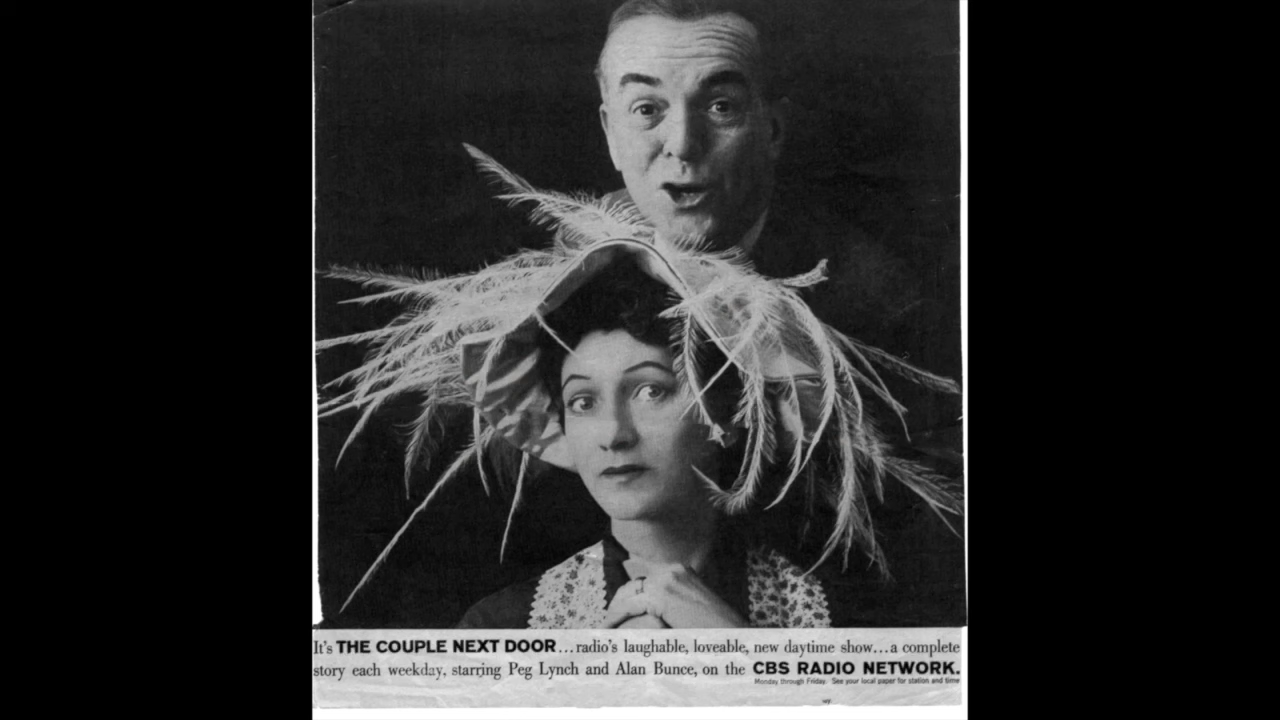 It's THE COUPLE NEXT DOOR...radio's laughable, loveable, new daytime show...a complete
story each weekday, starring Peg Lynch and Alan Bunce, on the CBS RADIO NETWORK.
Monday through Friday. See your local paper for station and time